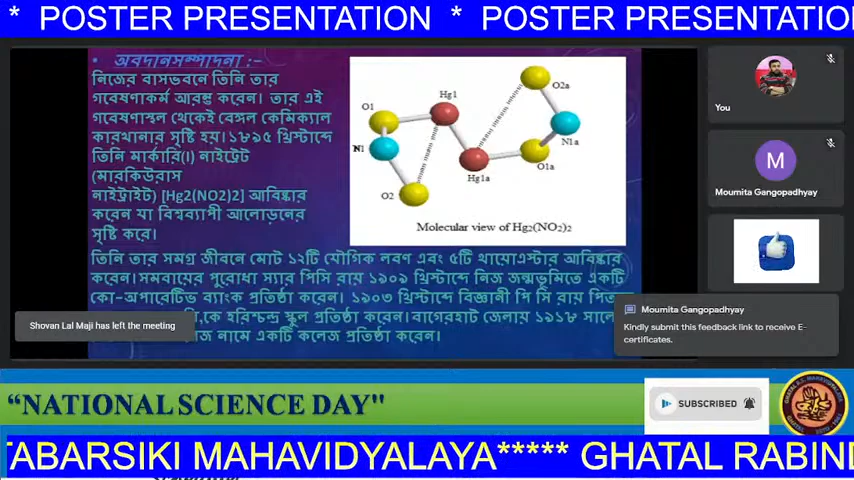 * POSTER PRESENTATION * POSTER PRESENTATION
• অবদানসম্পাদনা :-
নিজের বাসভবনে তিনি তার
গবেষণাকর্ম আরম্ভ করেন। তার এই
গবেষণাস্থল থেকেই বেঙ্গল কেমিক্যাল
কারখানার সৃষ্টি হয়। ১৮৯৫ খ্রিস্টাব্দে
তিনি মার্কারি(I) নাইট্রেট
(মারকিউরাস
নাইট্রাইট) [Hg2(NO2)2] আবিষ্কার
করেন যা বিশ্বব্যাপী আলোড়নের
সৃষ্টি করে।
O1
Hg1
O2a
N1
N1a
O2
Hg1a
O1a
Molecular view of Hg2(NO2)2
তিনি তার সমগ্র জীবনে মোট ১২টি যৌগিক লবণ এবং ৫টি থায়োএস্টার আবিষ্কার
করেন। সমবায়ের পুরোধা স্যার পিসি রায় ১৯০৯ খ্রিস্টাব্দে নিজ জন্মভূমিতে একটি
কো-অপারেটিভ ব্যাংক প্রতিষ্ঠা করেন। ১৯০৩ খ্রিস্টাব্দে বিজ্ঞানী পি সি রায়
কে হরিশ্চন্দ্র স্কুল প্রতিষ্ঠা করেন। বাগেরহাট জেলায় ১৯১৮
নামে একটি কলেজ প্রতিষ্ঠা করেন।
Shovan Lal Maji has left the meeting
You
M
Moumita Gangopadhyay
Moumita Gangopadhyay
Kindly submit this feedback link to receive E-
certificates.
“NATIONAL SCIENCE DAY"
SUBSCRIBED
TABARSIKI MAHAVIDYALAYA***** GHATAL RABIND